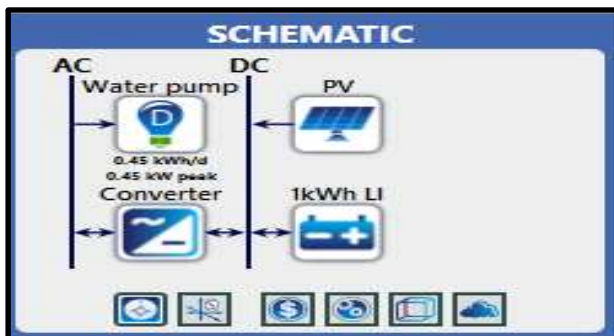 SCHEMATIC
AC DC
Water pump PV
D
0.45 kWh/d
0.45 kW peak
Converter 1kWh LI